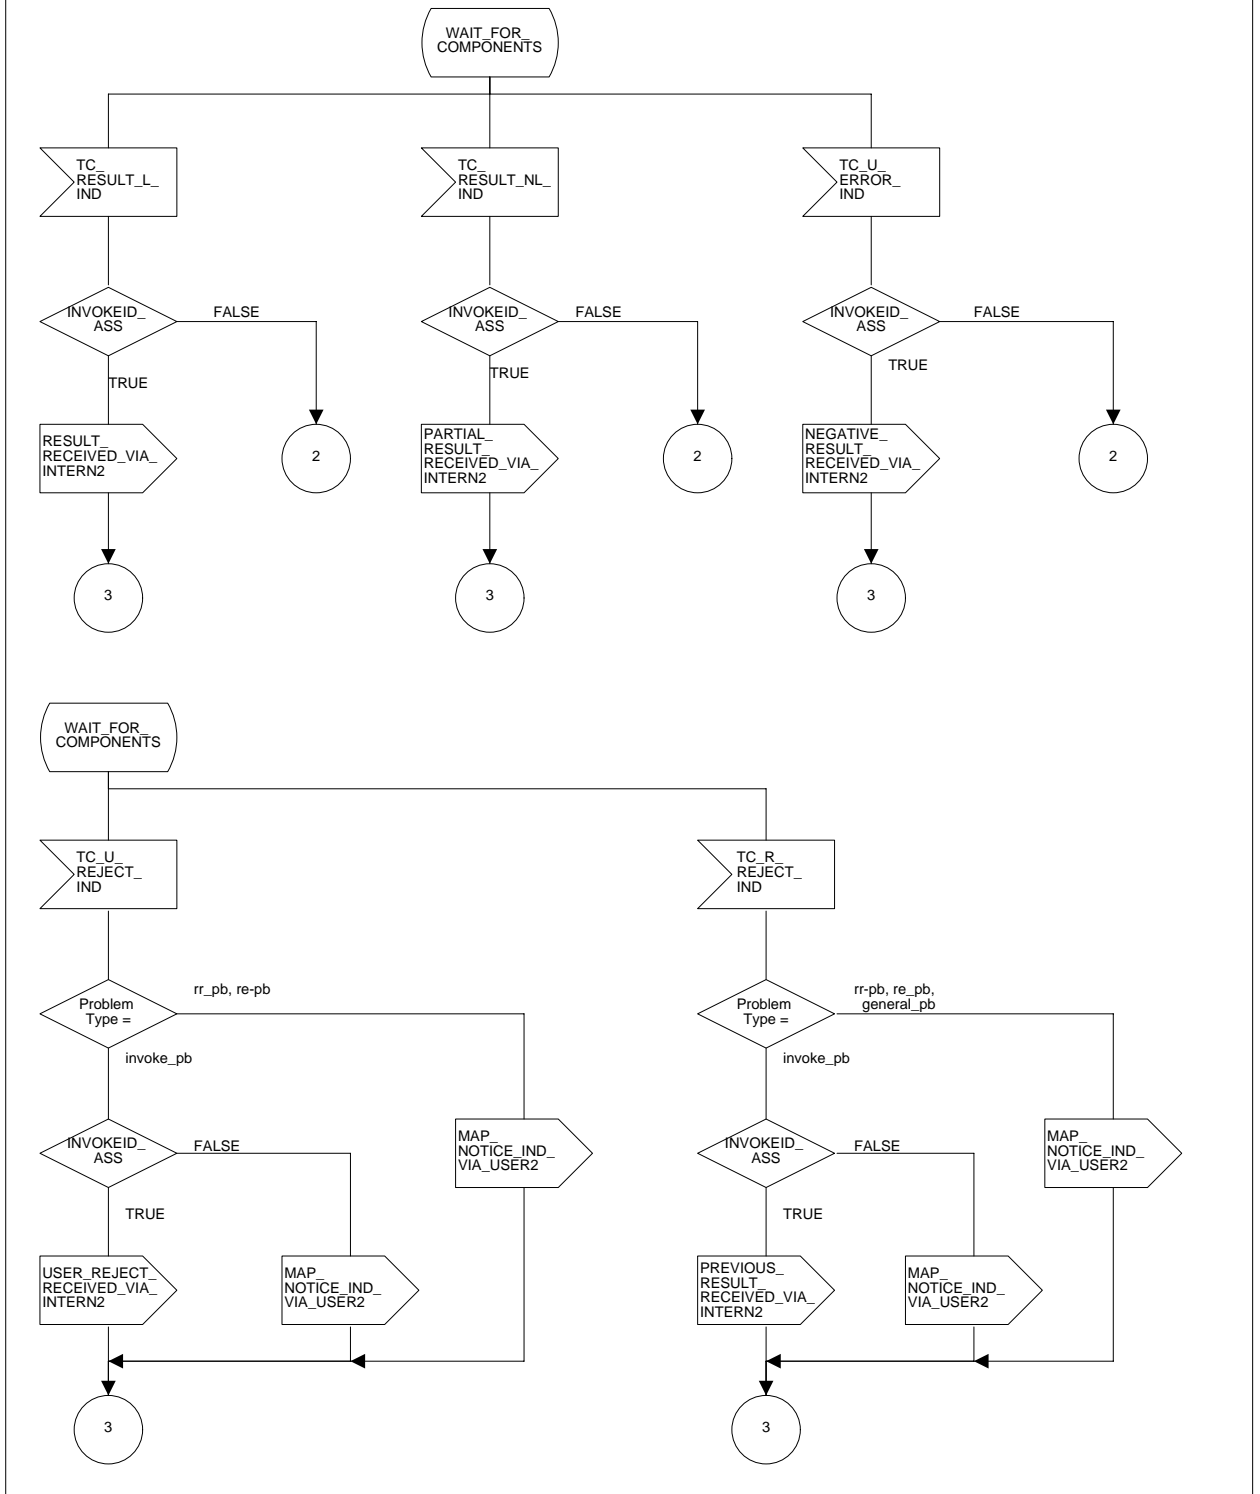 WAIT_FOR_
COMPONENTS
TC_
RESULT_L_
IND
TC_
RESULT_NL_
IND
TC_U_
ERROR_
IND
INVOKEID_
ASS
FALSE
INVOKEID_
ASS
FALSE
INVOKEID_
ASS
FALSE
TRUE
TRUE
TRUE
RESULT_
RECEIVED_VIA_
INTERN2
2
PARTIAL_
RESULT_
RECEIVED_VIA_
INTERN2
2
NEGATIVE_
RESULT_
RECEIVED_VIA_
INTERN2
2
3
3
3
WAIT_FOR_
COMPONENTS
TC_U_
REJECT_
IND
TC_R_
REJECT_
IND
Problem
Type =
rr_pb, re-pb
Problem
Type =
rr-pb, re_pb,
general_pb
invoke_pb
invoke_pb
INVOKEID_
ASS
FALSE
MAP_
NOTICE_IND_
VIA_USER2
INVOKEID_
ASS
FALSE
MAP_
NOTICE_IND_
VIA_USER2
TRUE
TRUE
USER_REJECT_
RECEIVED_VIA_
INTERN2
MAP_
NOTICE_IND_
VIA_USER2
PREVIOUS_
RESULT_
RECEIVED_VIA_
INTERN2
MAP_
NOTICE_IND_
VIA_USER2
3
3